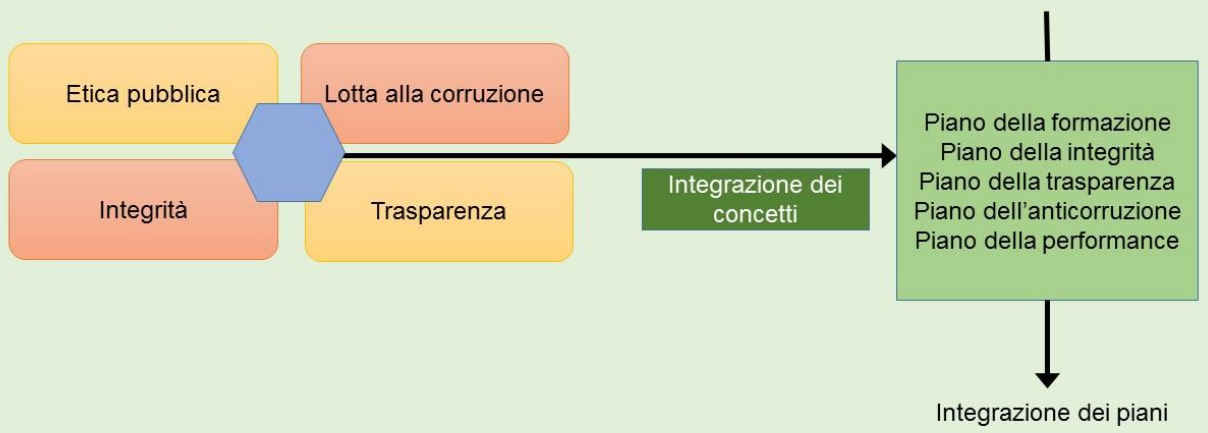 Etica pubblica
Lotta alla corruzione
Integrità
Trasparenza
Integrazione dei
concetti
Piano della formazione
Piano della integrità
Piano della trasparenza
Piano dell’anticorruzione
Piano della performance
Integrazione dei piani